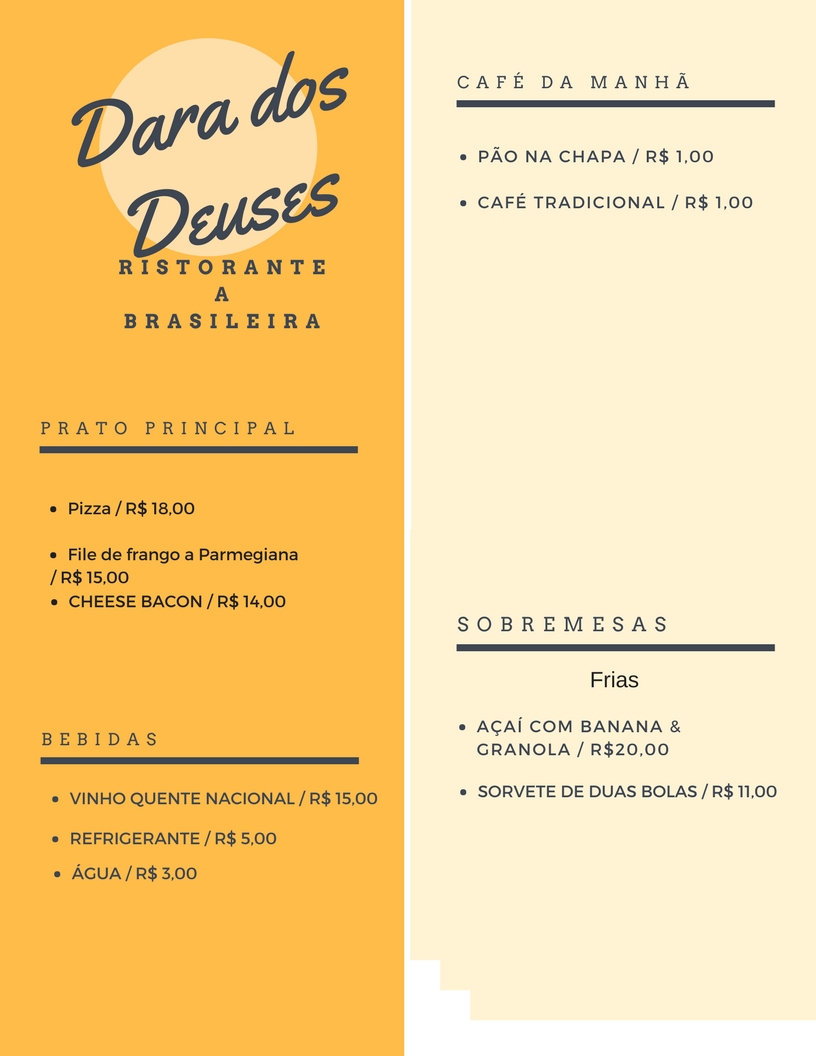 Dara dos
Deuses
RISTORANTE
A
BRASILEIRA
PRATO PRINCIPAL
• Pizza / R$ 18,00
• File de frango a Parmegiana
/ R$ 15,00
• CHEESE BACON / R$ 14,00
BEBIDAS
• VINHO QUENTE NACIONAL / R$ 15,00
• REFRIGERANTE / R$ 5,00
• ÁGUA / R$ 3,00
CAFÉ DA MANHÃ
• PÃO NA CHAPA / R$ 1,00
• CAFÉ TRADICIONAL / R$ 1,00
SOBREMESAS
Frias
• AÇAÍ COM BANANA &
GRANOLA / R$20,00
• SORVETE DE DUAS BOLAS / R$ 11,00